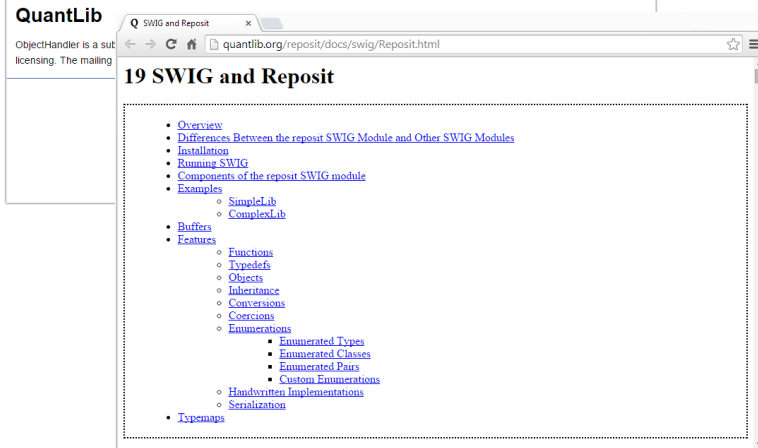 QuantLib
ObjectHandler is a sub
licensing. The mailing
SWIG and Reposit
quantlib.org/reposit/docs/swig/Reposit.html
19 SWIG and Reposit
Overview
Differences Between the reposit SWIG Module and Other SWIG Modules
Installation
Running SWIG
Components of the reposit SWIG module
Examples
SimpleLib
ComplexLib
Buffers
Features
Functions
Typedefs
Objects
Inheritance
Conversions
Coercions
Enumerations
Enumerated Types
Enumerated Classes
Enumerated Pairs
Custom Enumerations
Handwritten Implementations
Serialization
Typemaps